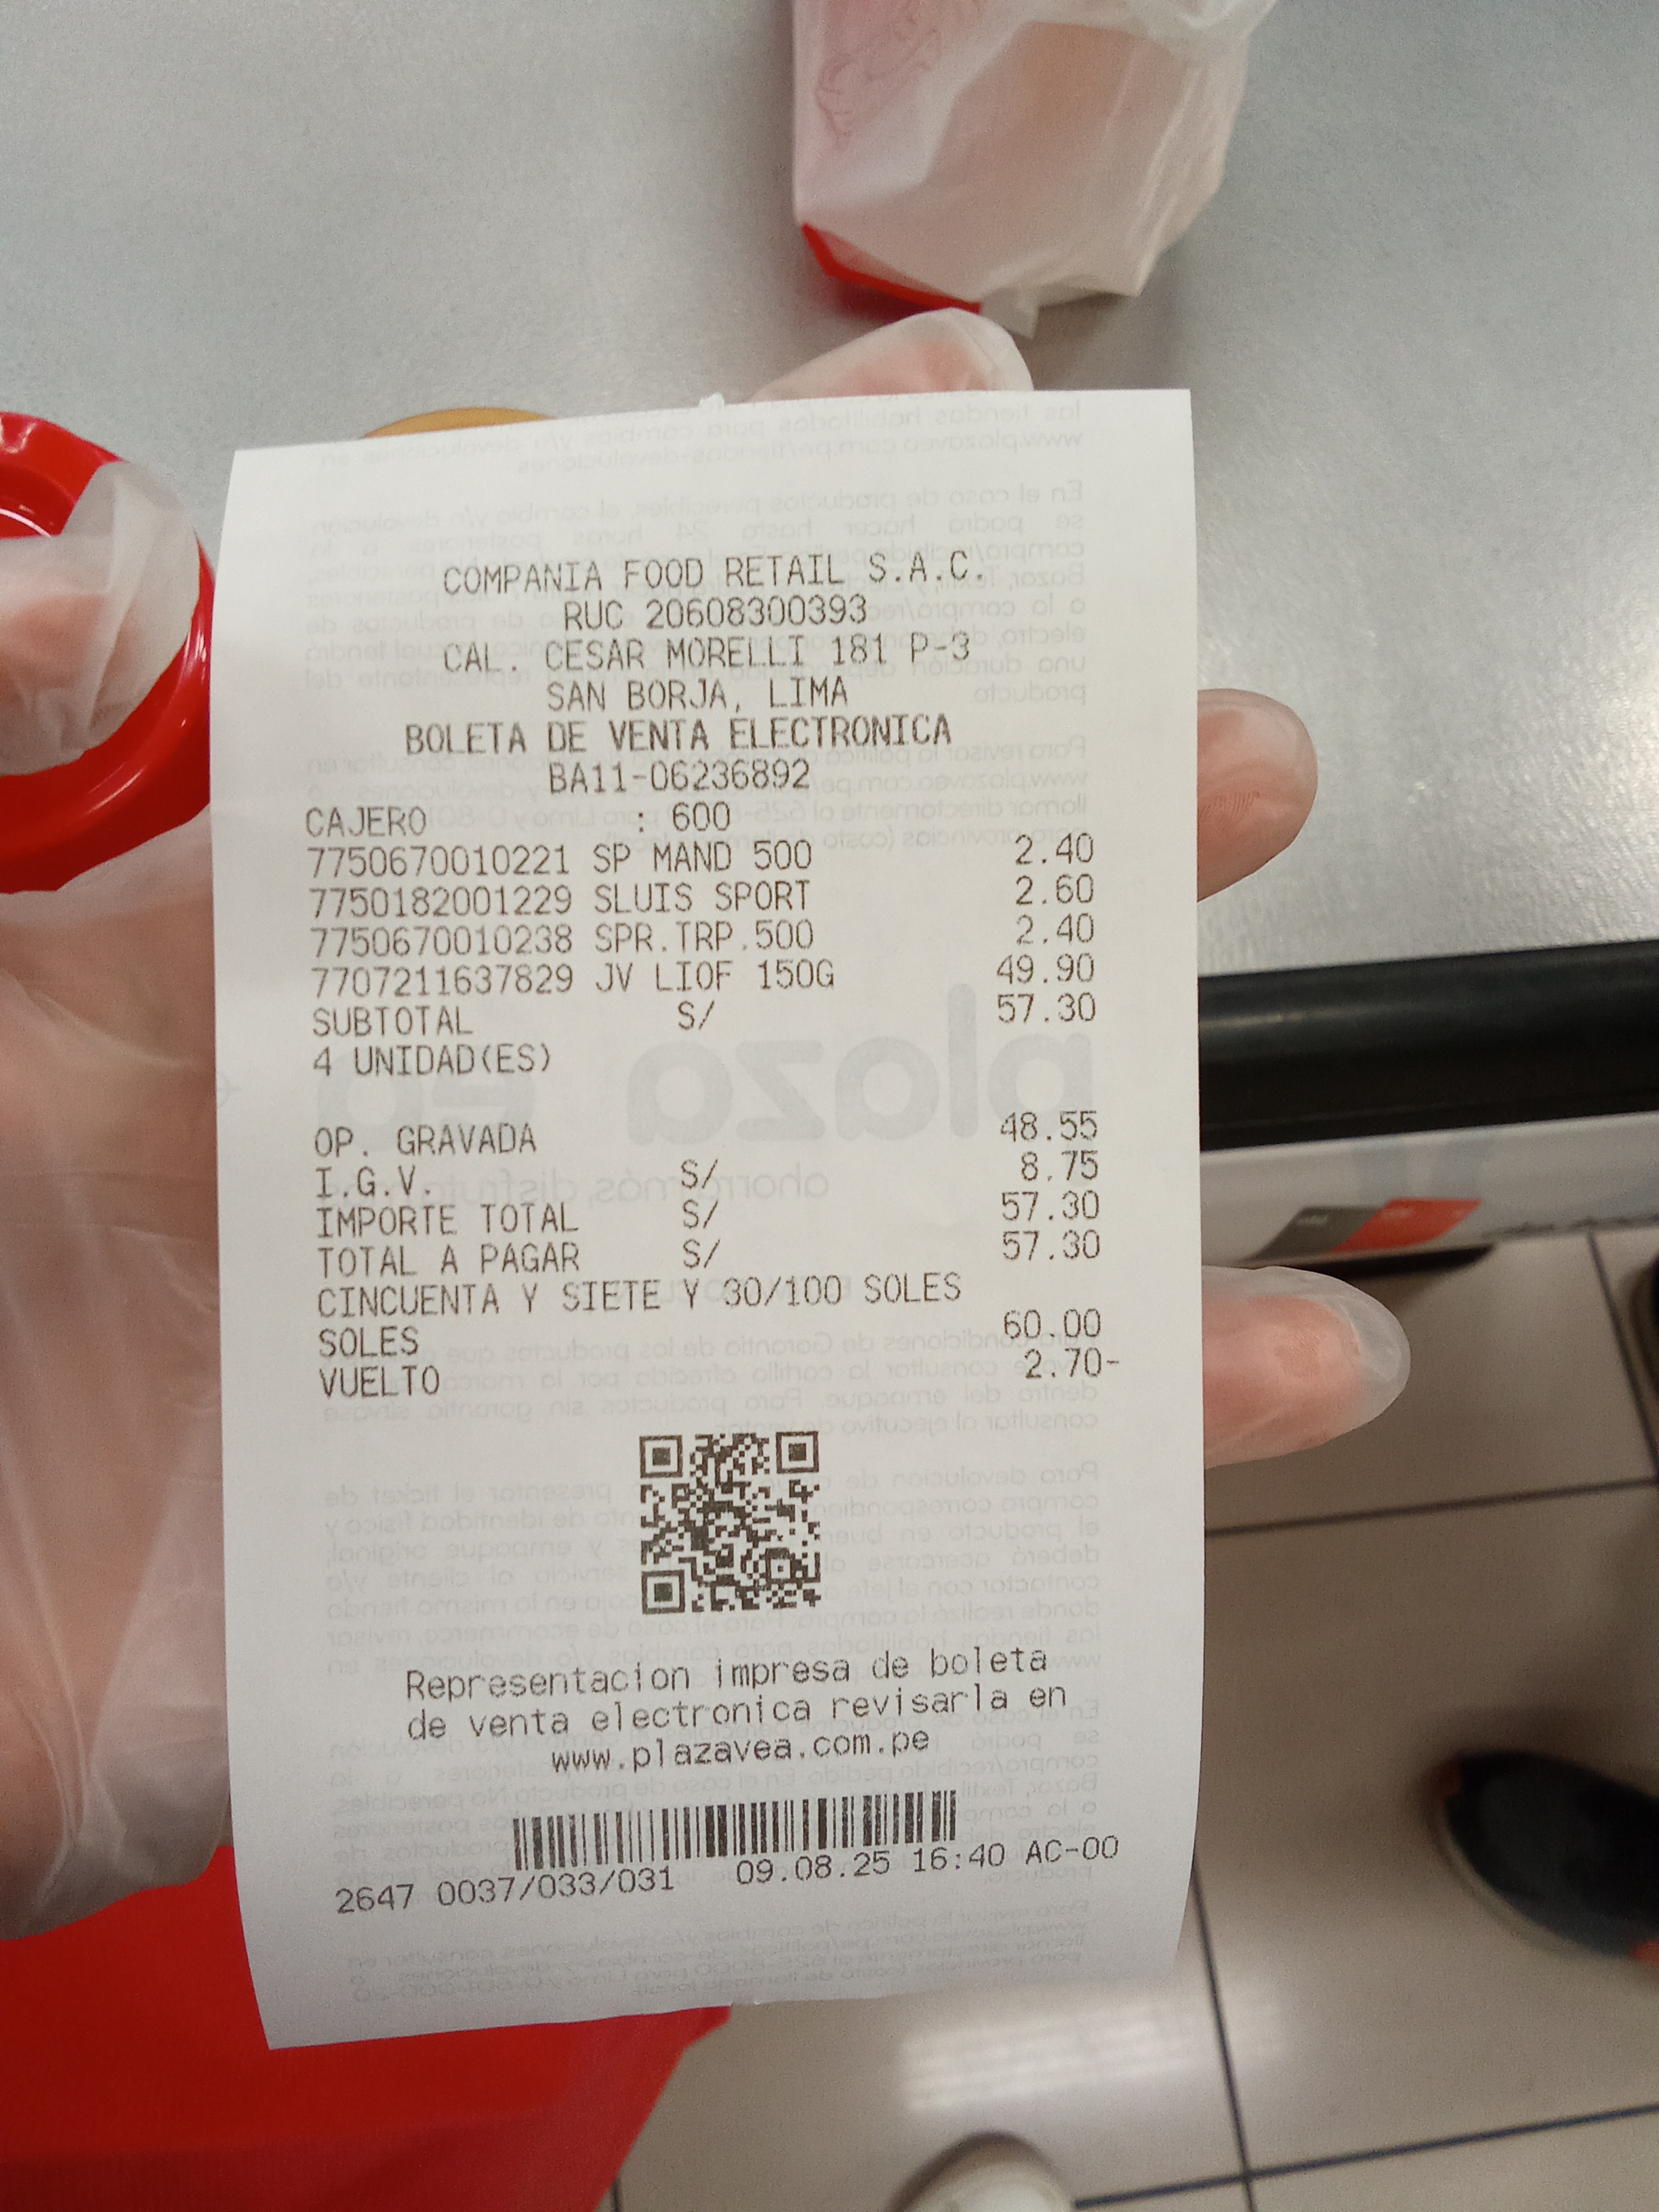 COMPANIA FOOD RETAIL S.A.C.
RUC 20608300393
CAL. CESAR MORELLI 181 P-3
SAN BORJA, LIMA
BOLETA DE VENTA ELECTRONICA
BA11-06236892
CAJERO : 600
7750670010221 SP MAND 500 2.40
7750182001229 SLUIS SPORT 2.60
7750670010238 SPR.TRP.500 2.40
7707211637829 JV LIOF 150G 49.90
SUBTOTAL S/ 57.30
4 UNIDAD(ES)
OP. GRAVADA 48.55
I.G.V. S/ 8.75
IMPORTE TOTAL S/ 57.30
TOTAL A PAGAR S/ 57.30
CINCUENTA Y SIETE Y 30/100 SOLES
SOLES 60.00
VUELTO 2.70-
Representacion impresa de boleta
de venta electronica revisarla en
www.plazavea.com.pe
2647 0037/033/031 09.08.25 16:40 AC-00